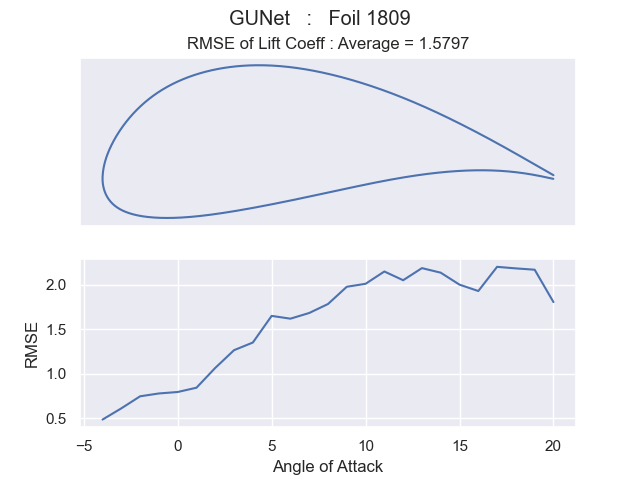 GUNet   :   Foil 1809
RMSE of Lift Coeff : Average = 1.5797
2.0
1.5
1.0
0.5
RMSE
−5 0 5 10 15 20
Angle of Attack